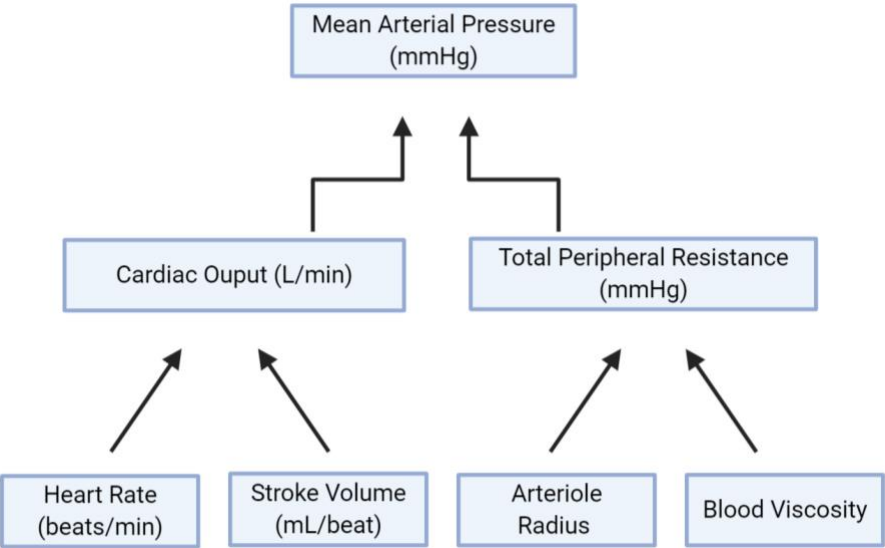 Mean Arterial Pressure
(mmHg)
Cardiac Ouput (L/min)
Total Peripheral Resistance
(mmHg)
Heart Rate
(beats/min)
Stroke Volume
(mL/beat)
Arteriole
Radius
Blood Viscosity